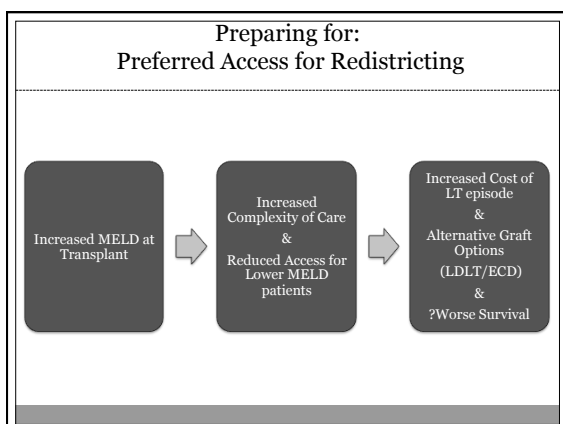 Preparing for:
Preferred Access for Redistricting
Increased MELD at
Transplant
Increased
Complexity of Care
&
Reduced Access for
Lower MELD
patients
Increased Cost of
LT episode
&
Alternative Graft
Options
(LDLT/ECD)
&
?Worse Survival